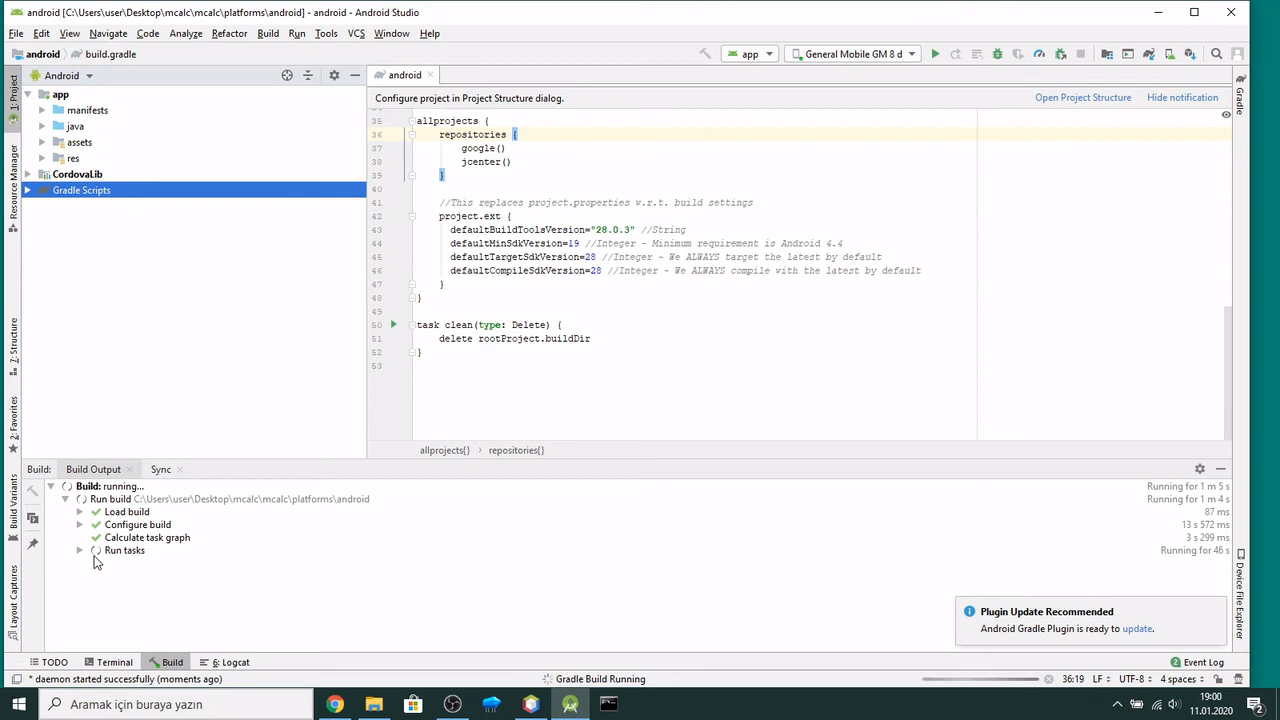 android [C:\Users\user\Desktop\mcalc\mcalc\platforms\android] - android - Android Studio
File Edit View Navigate Code Analyze Refactor Build Run Tools VCS Window Help
android build.gradle app General Mobile GM 8 d
1: Project
Resource Manager
7: Structure
2: Favorites
Build Variants
Layout Captures
Android
app
manifests
java
assets
res
CordovaLib
Gradle Scripts
android
Configure project in Project Structure dialog. Open Project Structure Hide notification
35 allprojects {
36 repositories {
37 google()
38 jcenter()
39 }
40
41 //This replaces project.properties w.r.t. build settings
42 project.ext {
43 defaultBuildToolsVersion="28.0.3" //String
44 defaultMinSdkVersion=19 //Integer - Minimum requirement is Android 4.4
45 defaultTargetSdkVersion=28 //Integer - We ALWAYS target the latest by default
46 defaultCompileSdkVersion=28 //Integer - We ALWAYS compile with the latest by default
47 }
48 }
49
50 task clean(type: Delete) {
51 delete rootProject.buildDir
52 }
53
allprojects{} › repositories{}
Gradle
Device File Explorer
Build: Build Output Sync
Build: running... Running for 1 m 5 s
Run build C:\Users\user\Desktop\mcalc\mcalc\platforms\android Running for 1 m 4 s
Load build 87 ms
Configure build 13 s 572 ms
Calculate task graph 3 s 299 ms
Run tasks Running for 46 s
Plugin Update Recommended
Android Gradle Plugin is ready to update.
TODO Terminal Build 6: Logcat 2 Event Log
* daemon started successfully (moments ago) Gradle Build Running 36:19 LF UTF-8 4 spaces
Aramak için buraya yazın
19:00
11.01.2020
2